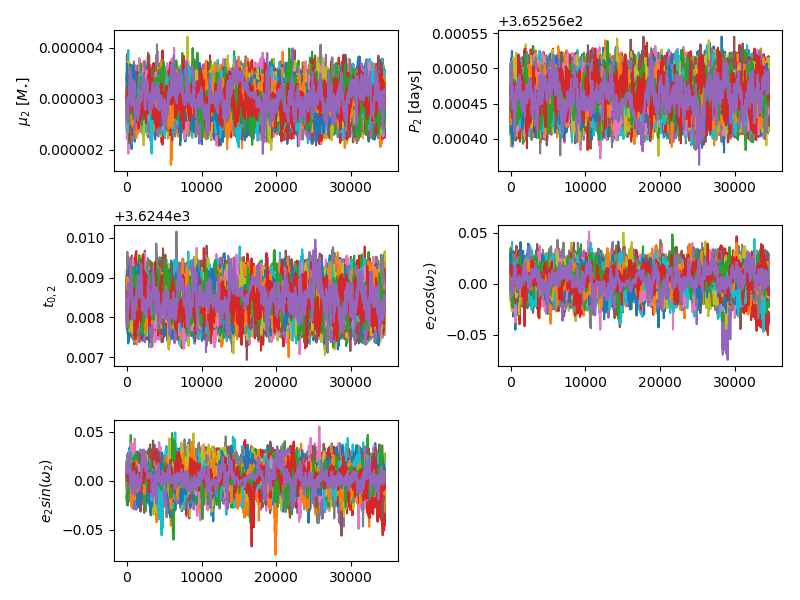 +3.65256e2
0.000004
0.000003
0.000002
μ₂ [M⋆]
0 10000 20000 30000
0.00055
0.00050
0.00045
0.00040
P₂ [days]
0 10000 20000 30000
+3.6244e3
0.010
0.009
0.008
0.007
t₀,₂
0 10000 20000 30000
0.05
0.00
−0.05
e₂cos(ω₂)
0 10000 20000 30000
0.05
0.00
−0.05
e₂sin(ω₂)
0 10000 20000 30000